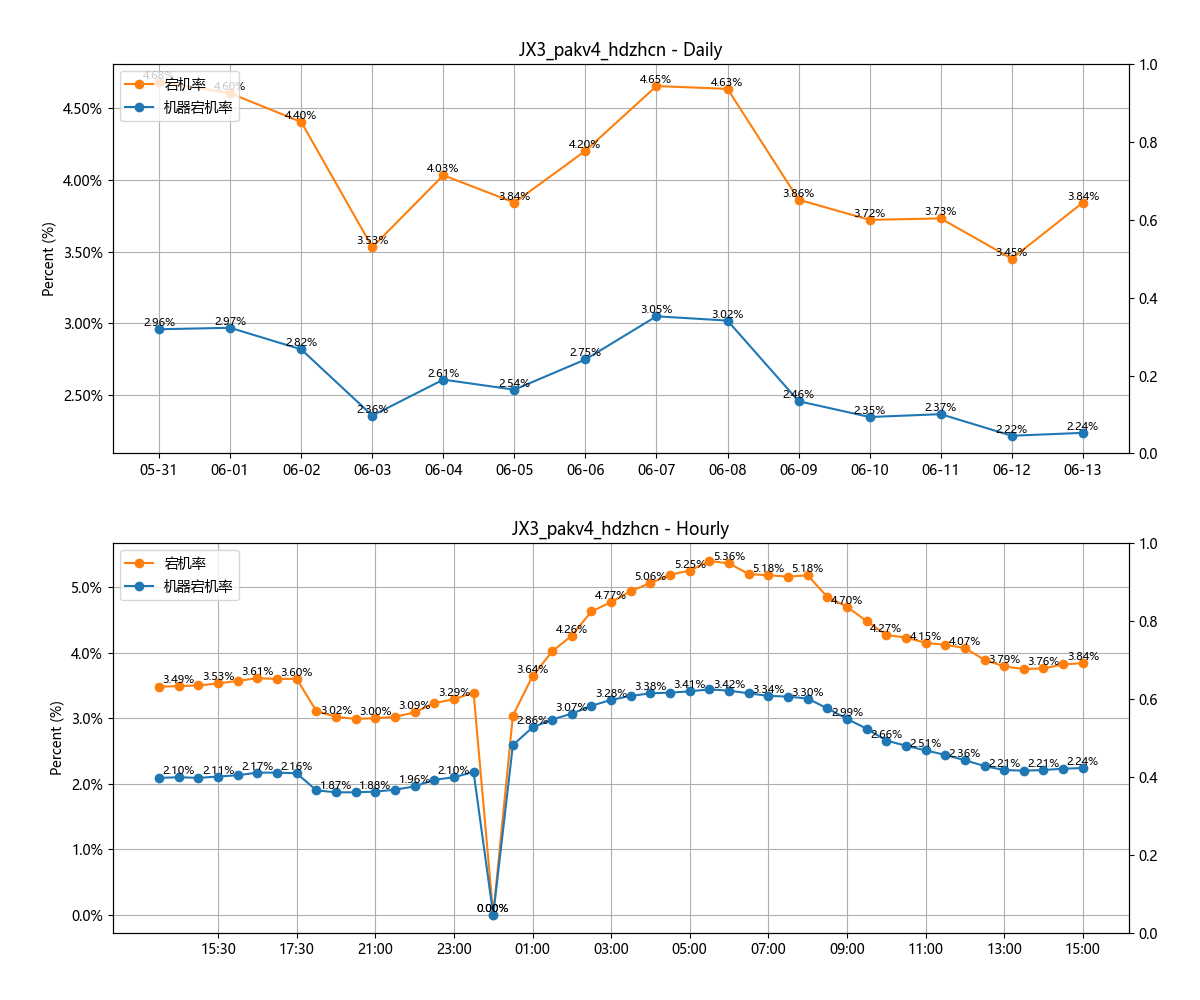 JX3_pakv4_hdzhcn - Daily
宕机率
机器宕机率
4.68% 4.60% 4.40% 3.53% 4.03% 3.84% 4.20% 4.65% 4.63% 3.86% 3.72% 3.73% 3.45% 3.84%
2.96% 2.97% 2.82% 2.36% 2.61% 2.54% 2.75% 3.05% 3.02% 2.46% 2.35% 2.37% 2.22% 2.24%
4.50%
4.00%
3.50%
3.00%
2.50%
Percent (%)
1.0
0.8
0.6
0.4
0.2
0.0
05-31 06-01 06-02 06-03 06-04 06-05 06-06 06-07 06-08 06-09 06-10 06-11 06-12 06-13
JX3_pakv4_hdzhcn - Hourly
宕机率
机器宕机率
3.49% 3.53% 3.61% 3.60% 3.02% 3.00% 3.09% 3.29% 0.00% 3.64% 4.26% 4.77% 5.06% 5.25% 5.36% 5.18% 5.18% 4.70% 4.27% 4.15% 4.07% 3.79% 3.76% 3.84%
2.10% 2.11% 2.17% 2.16% 1.87% 1.88% 1.96% 2.10% 0.00% 2.86% 3.07% 3.28% 3.38% 3.41% 3.42% 3.34% 3.30% 2.99% 2.66% 2.51% 2.36% 2.21% 2.21% 2.24%
5.0%
4.0%
3.0%
2.0%
1.0%
0.0%
Percent (%)
1.0
0.8
0.6
0.4
0.2
0.0
15:30 17:30 21:00 23:00 01:00 03:00 05:00 07:00 09:00 11:00 13:00 15:00